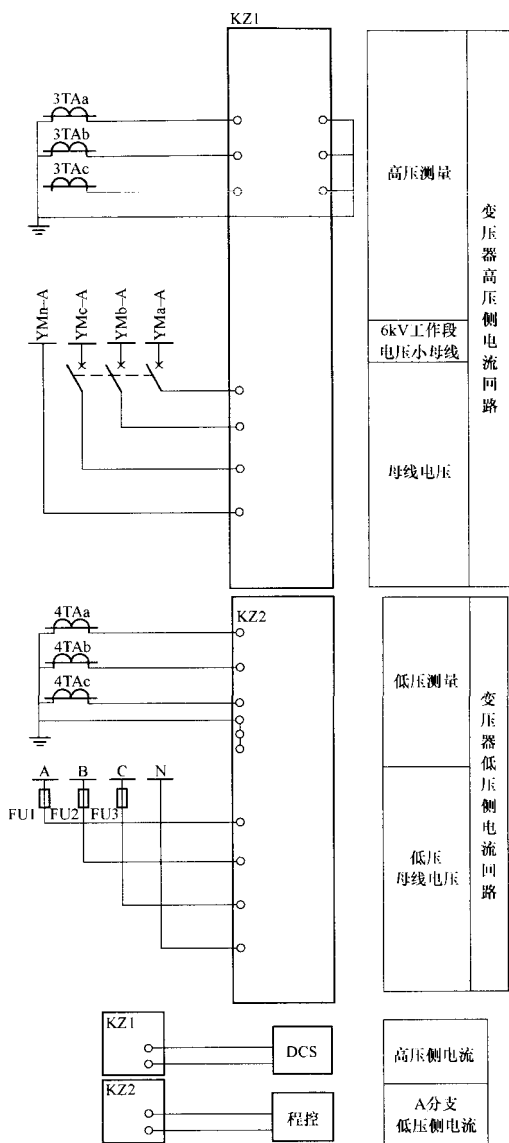 KZ1
3TAa
3TAb
3TAc
高压测量
YMn-A
YMc-A
YMb-A
YMa-A
6kV工作段
电压小母线
母线电压
变压器高压侧电流回路
KZ2
4TAa
4TAb
4TAc
低压测量
A
B
C
N
FU1
FU2
FU3
低压
母线电压
变压器低压侧电流回路
KZ1
DCS
高压侧电流
KZ2
程控
A分支
低压侧电流